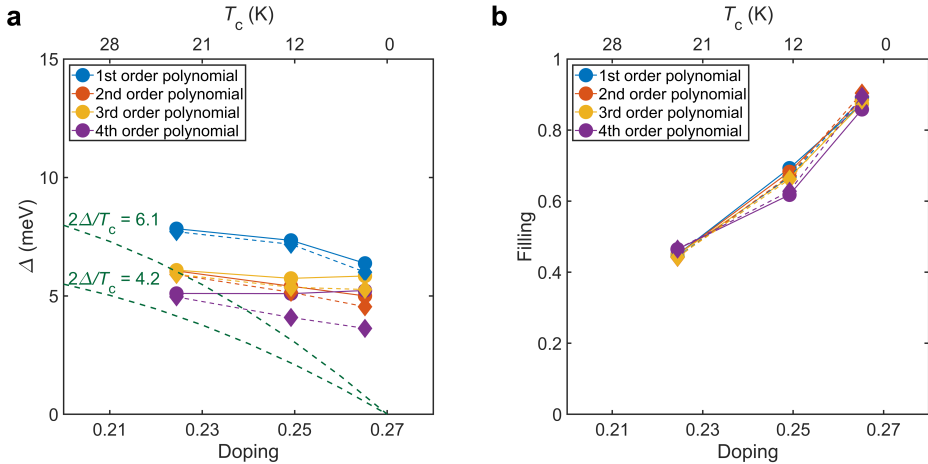 a
T_c (K)
28 21 12 0
15
10
5
0
Δ (meV)
1st order polynomial
2nd order polynomial
3rd order polynomial
4th order polynomial
2Δ/T_c = 6.1
2Δ/T_c = 4.2
0.21 0.23 0.25 0.27
Doping
b
T_c (K)
28 21 12 0
1
0.8
0.6
0.4
0.2
0
Filling
1st order polynomial
2nd order polynomial
3rd order polynomial
4th order polynomial
0.21 0.23 0.25 0.27
Doping